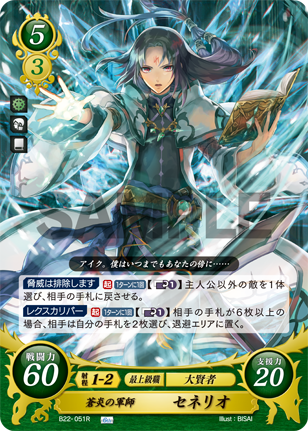 5
3
SAMPLE
アイク。僕はいつまでもあなたの傍に……
脅威は排除します 起 1ターンに1回 1 主人公以外の敵を1体
選び、相手の手札に戻させる。
レクスカリバー 起 1ターンに1回 1 相手の手札が6枚以上の
場合、相手は自分の手札を2枚選び、退避エリアに置く。
戦闘力
60
射程 1-2 最上級職 大賢者
蒼炎の軍師 セネリオ
支援力
20
B22-051R
Illust:BISAI